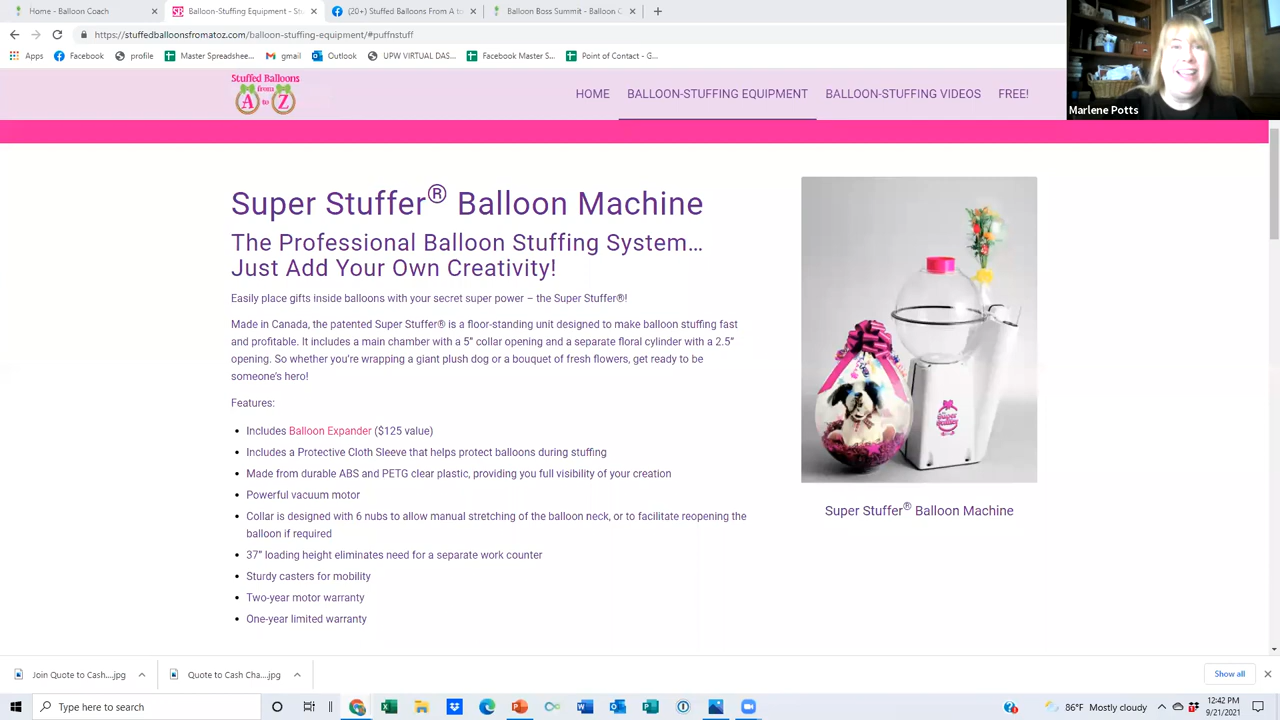 Home - Balloon Coach
Balloon-Stuffing Equipment - Stu
(20+) Stuffed Balloons From A to
Balloon Boss Summit - Balloon C
https://stuffedballoonsfromatoz.com/balloon-stuffing-equipment/#puffnstuff
Apps
Facebook
profile
Master Spreadsheet...
gmail
Outlook
UPW VIRTUAL DAS...
Facebook Master S...
Point of Contact - G...
Marlene Potts
Stuffed Balloons
from
A to Z
HOME
BALLOON-STUFFING EQUIPMENT
BALLOON-STUFFING VIDEOS
FREE!
Super Stuffer® Balloon Machine
The Professional Balloon Stuffing System…
Just Add Your Own Creativity!
Easily place gifts inside balloons with your secret super power – the Super Stuffer®!
Made in Canada, the patented Super Stuffer® is a floor-standing unit designed to make balloon stuffing fast
and profitable. It includes a main chamber with a 5” collar opening and a separate floral cylinder with a 2.5”
opening. So whether you’re wrapping a giant plush dog or a bouquet of fresh flowers, get ready to be
someone’s hero!
Features:
Includes Balloon Expander ($125 value)
Includes a Protective Cloth Sleeve that helps protect balloons during stuffing
Made from durable ABS and PETG clear plastic, providing you full visibility of your creation
Powerful vacuum motor
Collar is designed with 6 nubs to allow manual stretching of the balloon neck, or to facilitate reopening the
balloon if required
37” loading height eliminates need for a separate work counter
Sturdy casters for mobility
Two-year motor warranty
One-year limited warranty
Super
Stuffer
Super Stuffer® Balloon Machine
Join Quote to Cash....jpg
Quote to Cash Cha....jpg
Show all
Type here to search
86°F Mostly cloudy
12:42 PM
9/21/2021